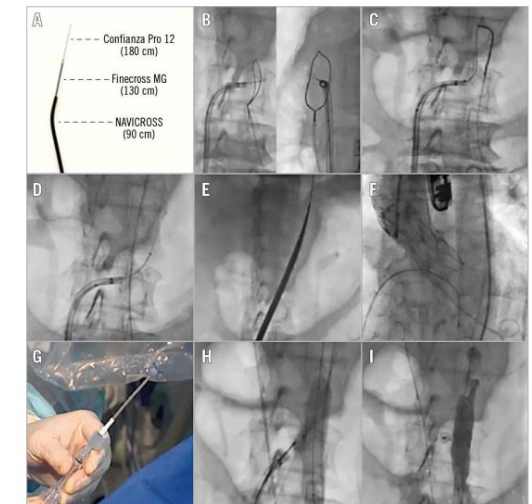 A
Confianza Pro 12
(180 cm)
Finecross MG
(130 cm)
NAVICROSS
(90 cm)
B
C
D
E
F
G
H
I